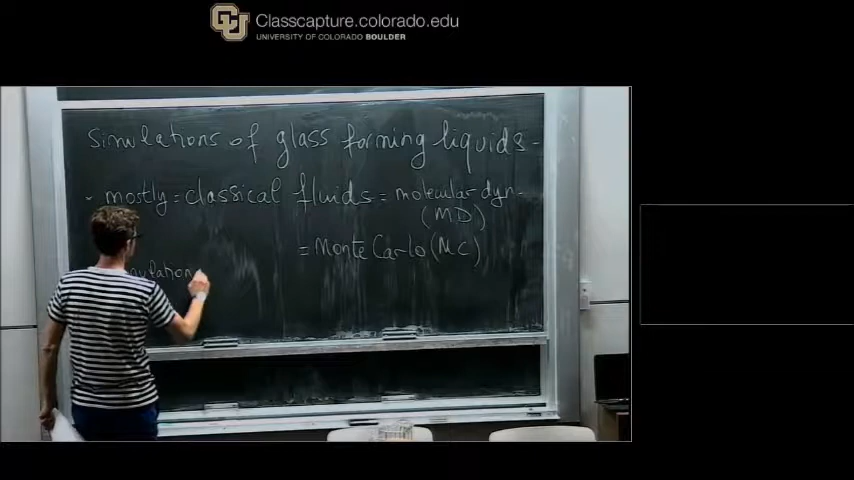 Classcapture.colorado.edu
UNIVERSITY OF COLORADO BOULDER
Simulations of glass forming liquids -
- mostly = classical fluids = molecular dyn-
(MD)
= Monte Carlo (MC)